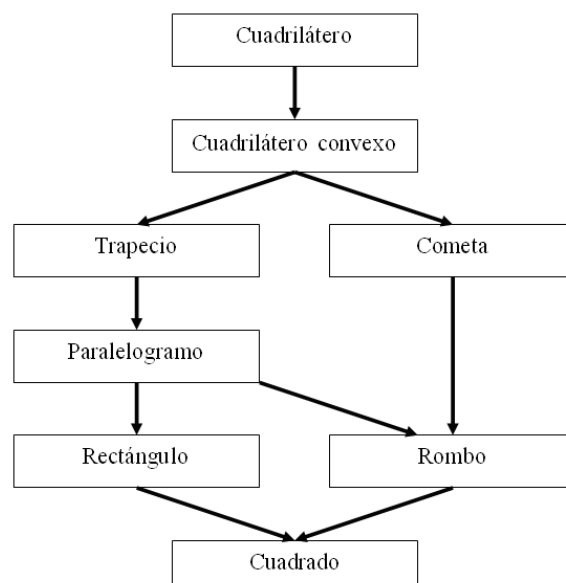 Cuadrilátero
Cuadrilátero convexo
Trapecio
Cometa
Paralelogramo
Rectángulo
Rombo
Cuadrado